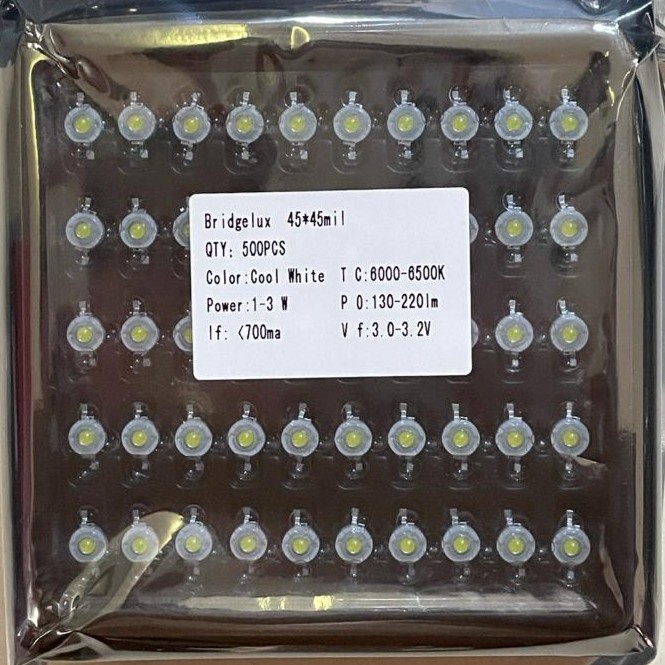 Bridgelux 45*45mil
QTY: 500PCS
Color:Cool White T C:6000-6500K
Power:1-3 W P O:130-220lm
If: <700ma V f:3.0-3.2V